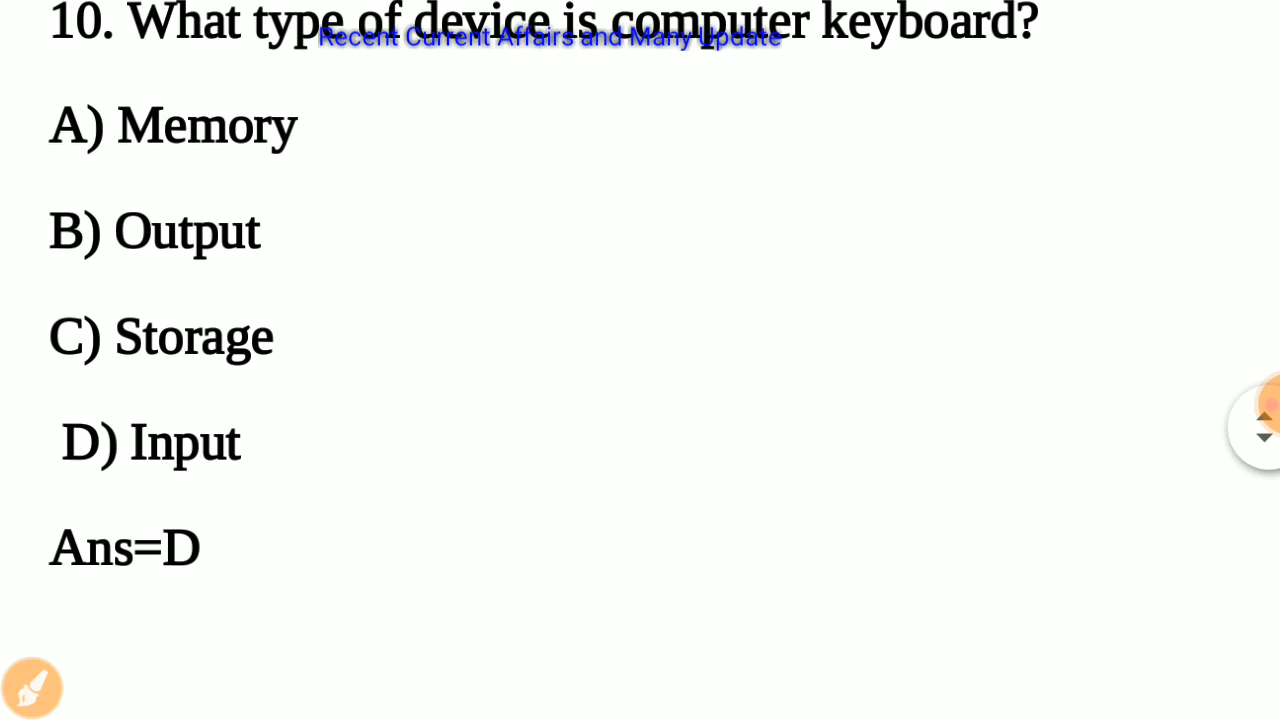 10. What type of device is computer keyboard?
Recent Current Affairs and Many Update
A) Memory
B) Output
C) Storage
D) Input
Ans=D